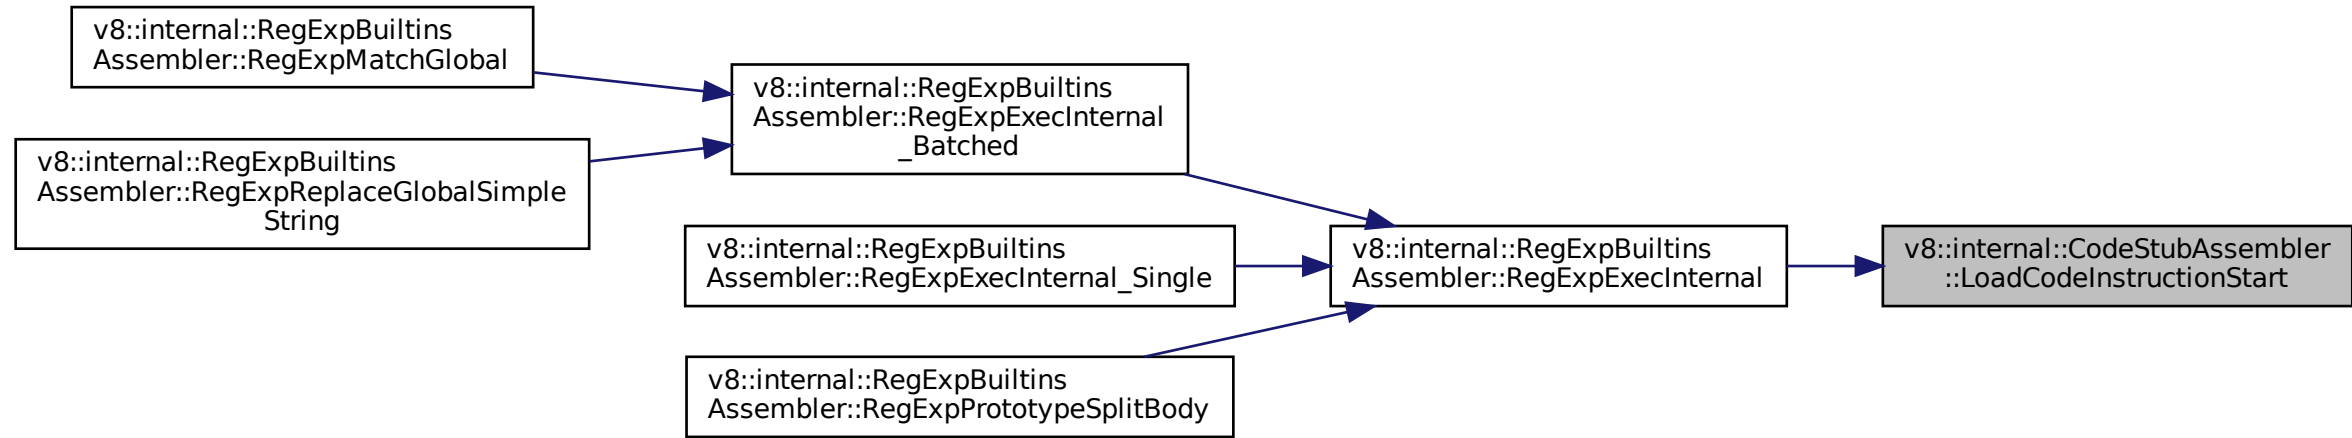 v8::internal::RegExpBuiltins
Assembler::RegExpMatchGlobal
v8::internal::RegExpBuiltins
Assembler::RegExpReplaceGlobalSimple
String
v8::internal::RegExpBuiltins
Assembler::RegExpExecInternal
_Batched
v8::internal::RegExpBuiltins
Assembler::RegExpExecInternal_Single
v8::internal::RegExpBuiltins
Assembler::RegExpPrototypeSplitBody
v8::internal::RegExpBuiltins
Assembler::RegExpExecInternal
v8::internal::CodeStubAssembler
::LoadCodeInstructionStart